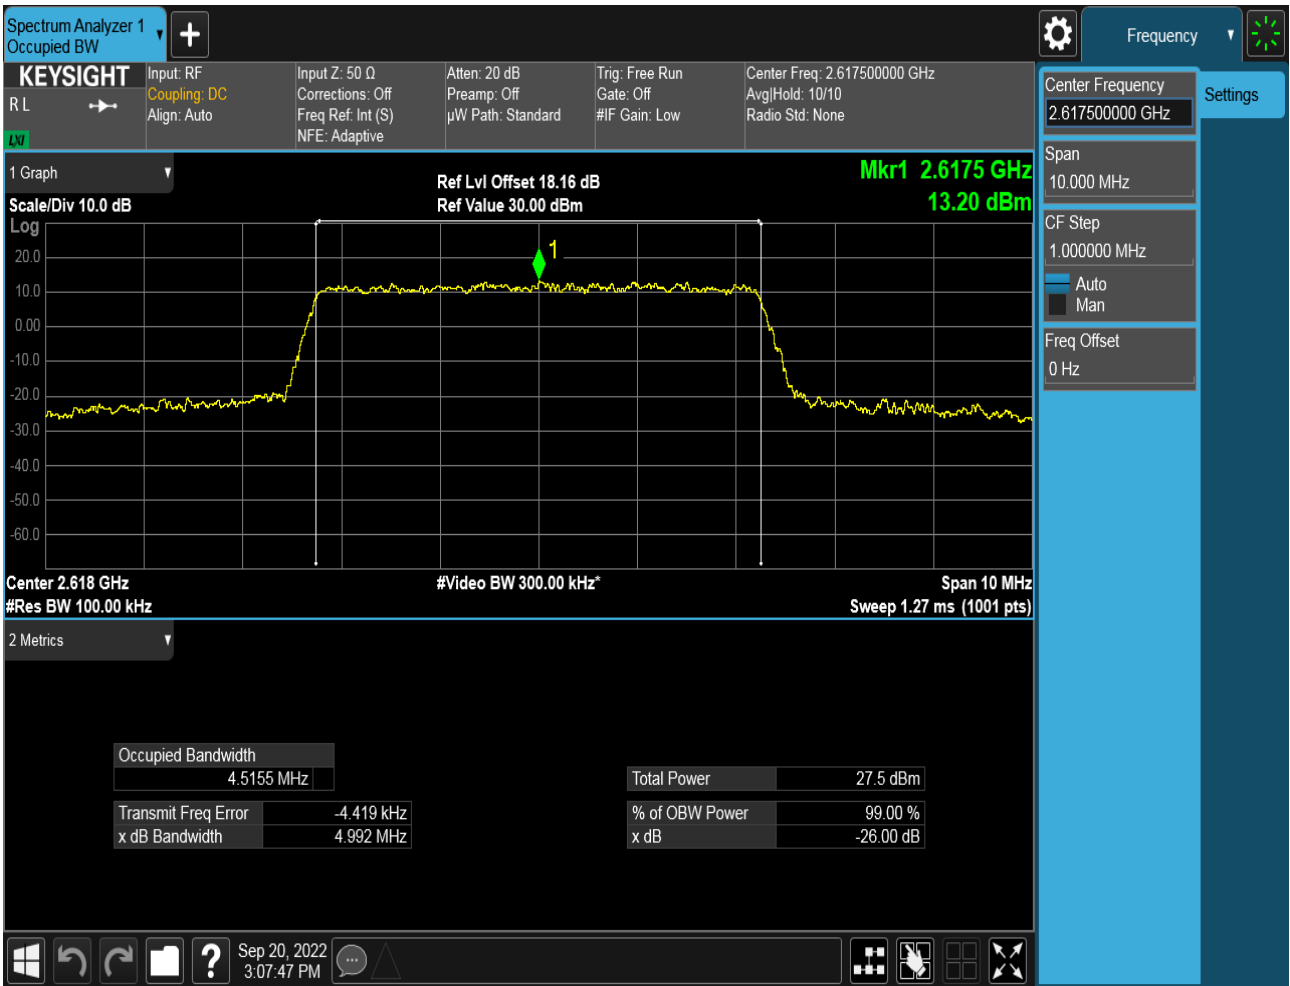 Spectrum Analyzer 1
Occupied BW
Frequency
KEYSIGHT
R L
LXI
Input: RF
Coupling: DC
Align: Auto
Input Z: 50 Ω
Corrections: Off
Freq Ref: Int (S)
NFE: Adaptive
Atten: 20 dB
Preamp: Off
µW Path: Standard
Trig: Free Run
Gate: Off
#IF Gain: Low
Center Freq: 2.617500000 GHz
Avg|Hold: 10/10
Radio Std: None
Center Frequency
2.617500000 GHz
Settings
Span
10.000 MHz
CF Step
1.000000 MHz
Auto
Man
Freq Offset
0 Hz
1 Graph
Ref Lvl Offset 18.16 dB
Mkr1 2.6175 GHz
Scale/Div 10.0 dB
Ref Value 30.00 dBm
13.20 dBm
Log
1
20.0
10.0
0.00
-10.0
-20.0
-30.0
-40.0
-50.0
-60.0
Center 2.618 GHz
#Video BW 300.00 kHz*
Span 10 MHz
#Res BW 100.00 kHz
Sweep 1.27 ms (1001 pts)
2 Metrics
Occupied Bandwidth
4.5155 MHz
Total Power 27.5 dBm
Transmit Freq Error -4.419 kHz
% of OBW Power 99.00 %
x dB Bandwidth 4.992 MHz
x dB -26.00 dB
?
Sep 20, 2022
3:07:47 PM